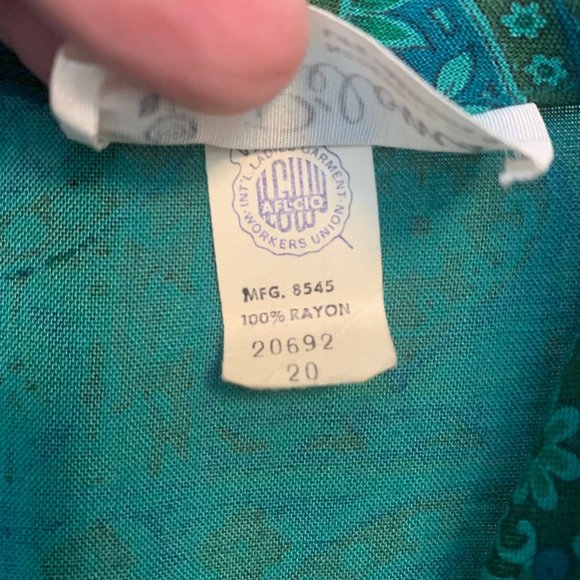 INT'L LADIES GARMENT
ILGWU
AFL-CIO
WORKERS UNION
MFG. 8545
100% RAYON
20692
20